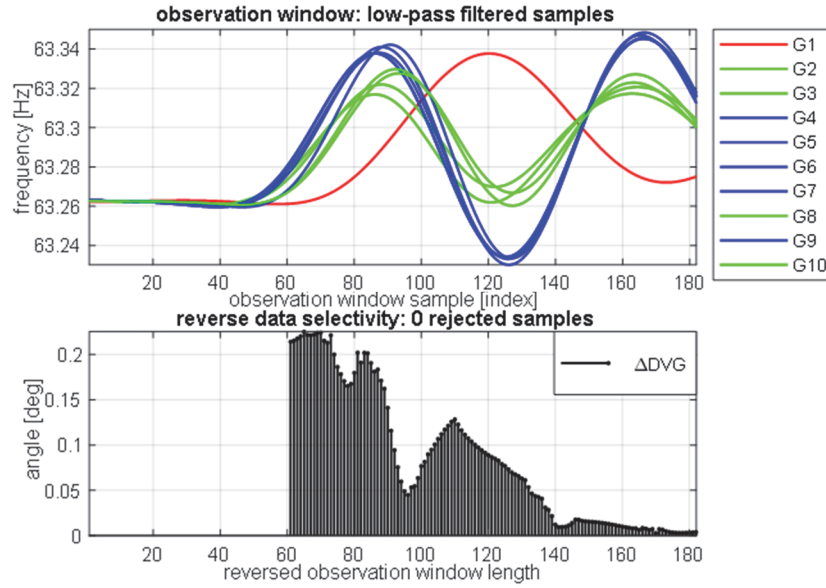 observation window: low-pass filtered samples
frequency [Hz]
63.34
63.32
63.3
63.28
63.26
63.24
20 40 60 80 100 120 140 160 180
observation window sample [index]
G1
G2
G3
G4
G5
G6
G7
G8
G9
G10
reverse data selectivity: 0 rejected samples
angle [deg]
0.2
0.15
0.1
0.05
0
ΔDVG
20 40 60 80 100 120 140 160 180
reversed observation window length